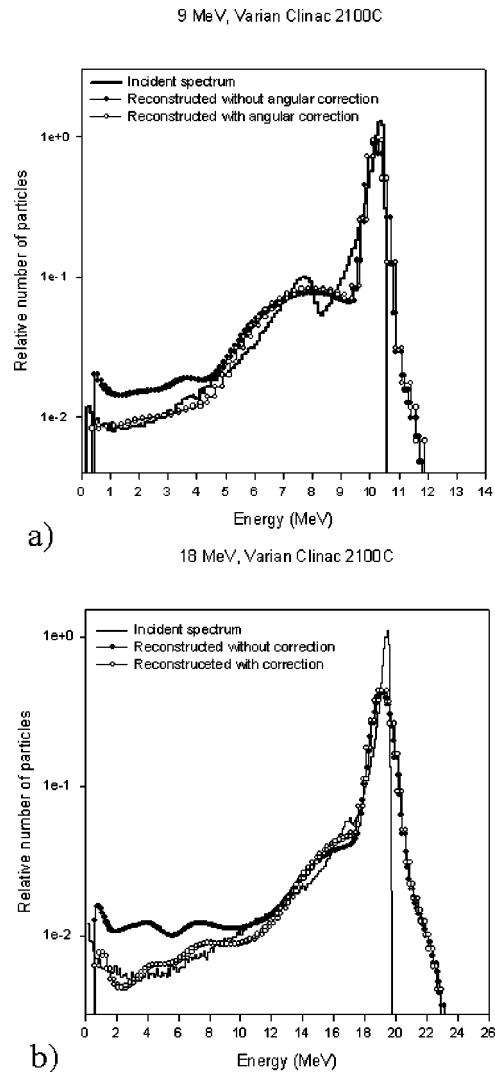 9 MeV, Varian Clinac 2100C
Incident spectrum
Reconstructed without angular correction
Reconstructed with angular correction
Relative number of particles
1e+0
1e-1
1e-2
0 1 2 3 4 5 6 7 8 9 10 11 12 13 14
Energy (MeV)
a)
18 MeV, Varian Clinac 2100C
Incident spectrum
Reconstructed without correction
Reconstruceted with correction
Relative number of particles
1e+0
1e-1
1e-2
0 2 4 6 8 10 12 14 16 18 20 22 24 26
Energy (MeV)
b)